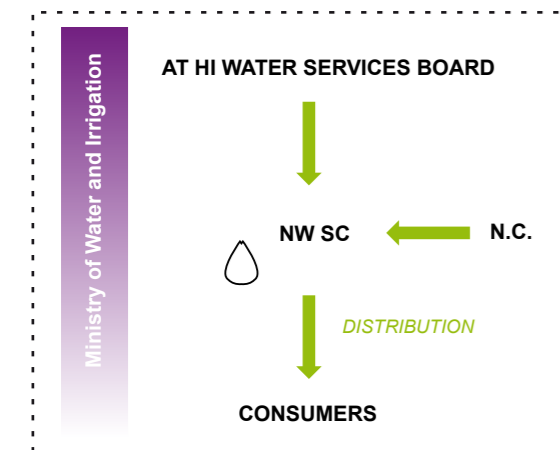 Ministry of Water and Irrigation
AT HI WATER SERVICES BOARD
NW SC
N.C.
DISTRIBUTION
CONSUMERS